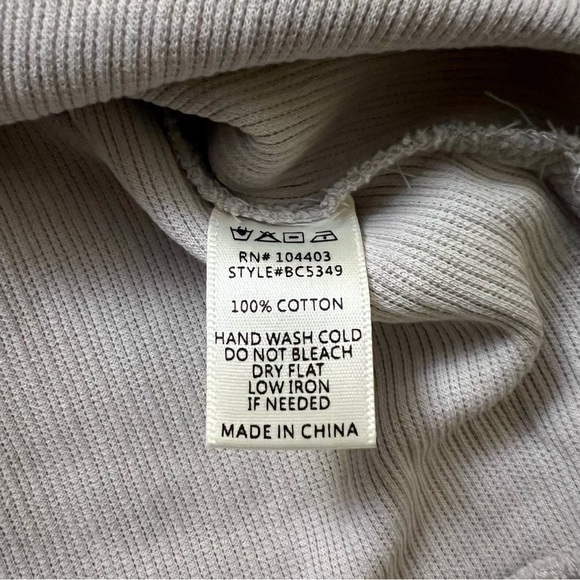 RN# 104403
STYLE#BC5349
100% COTTON
HAND WASH COLD
DO NOT BLEACH
DRY FLAT
LOW IRON
IF NEEDED
MADE IN CHINA